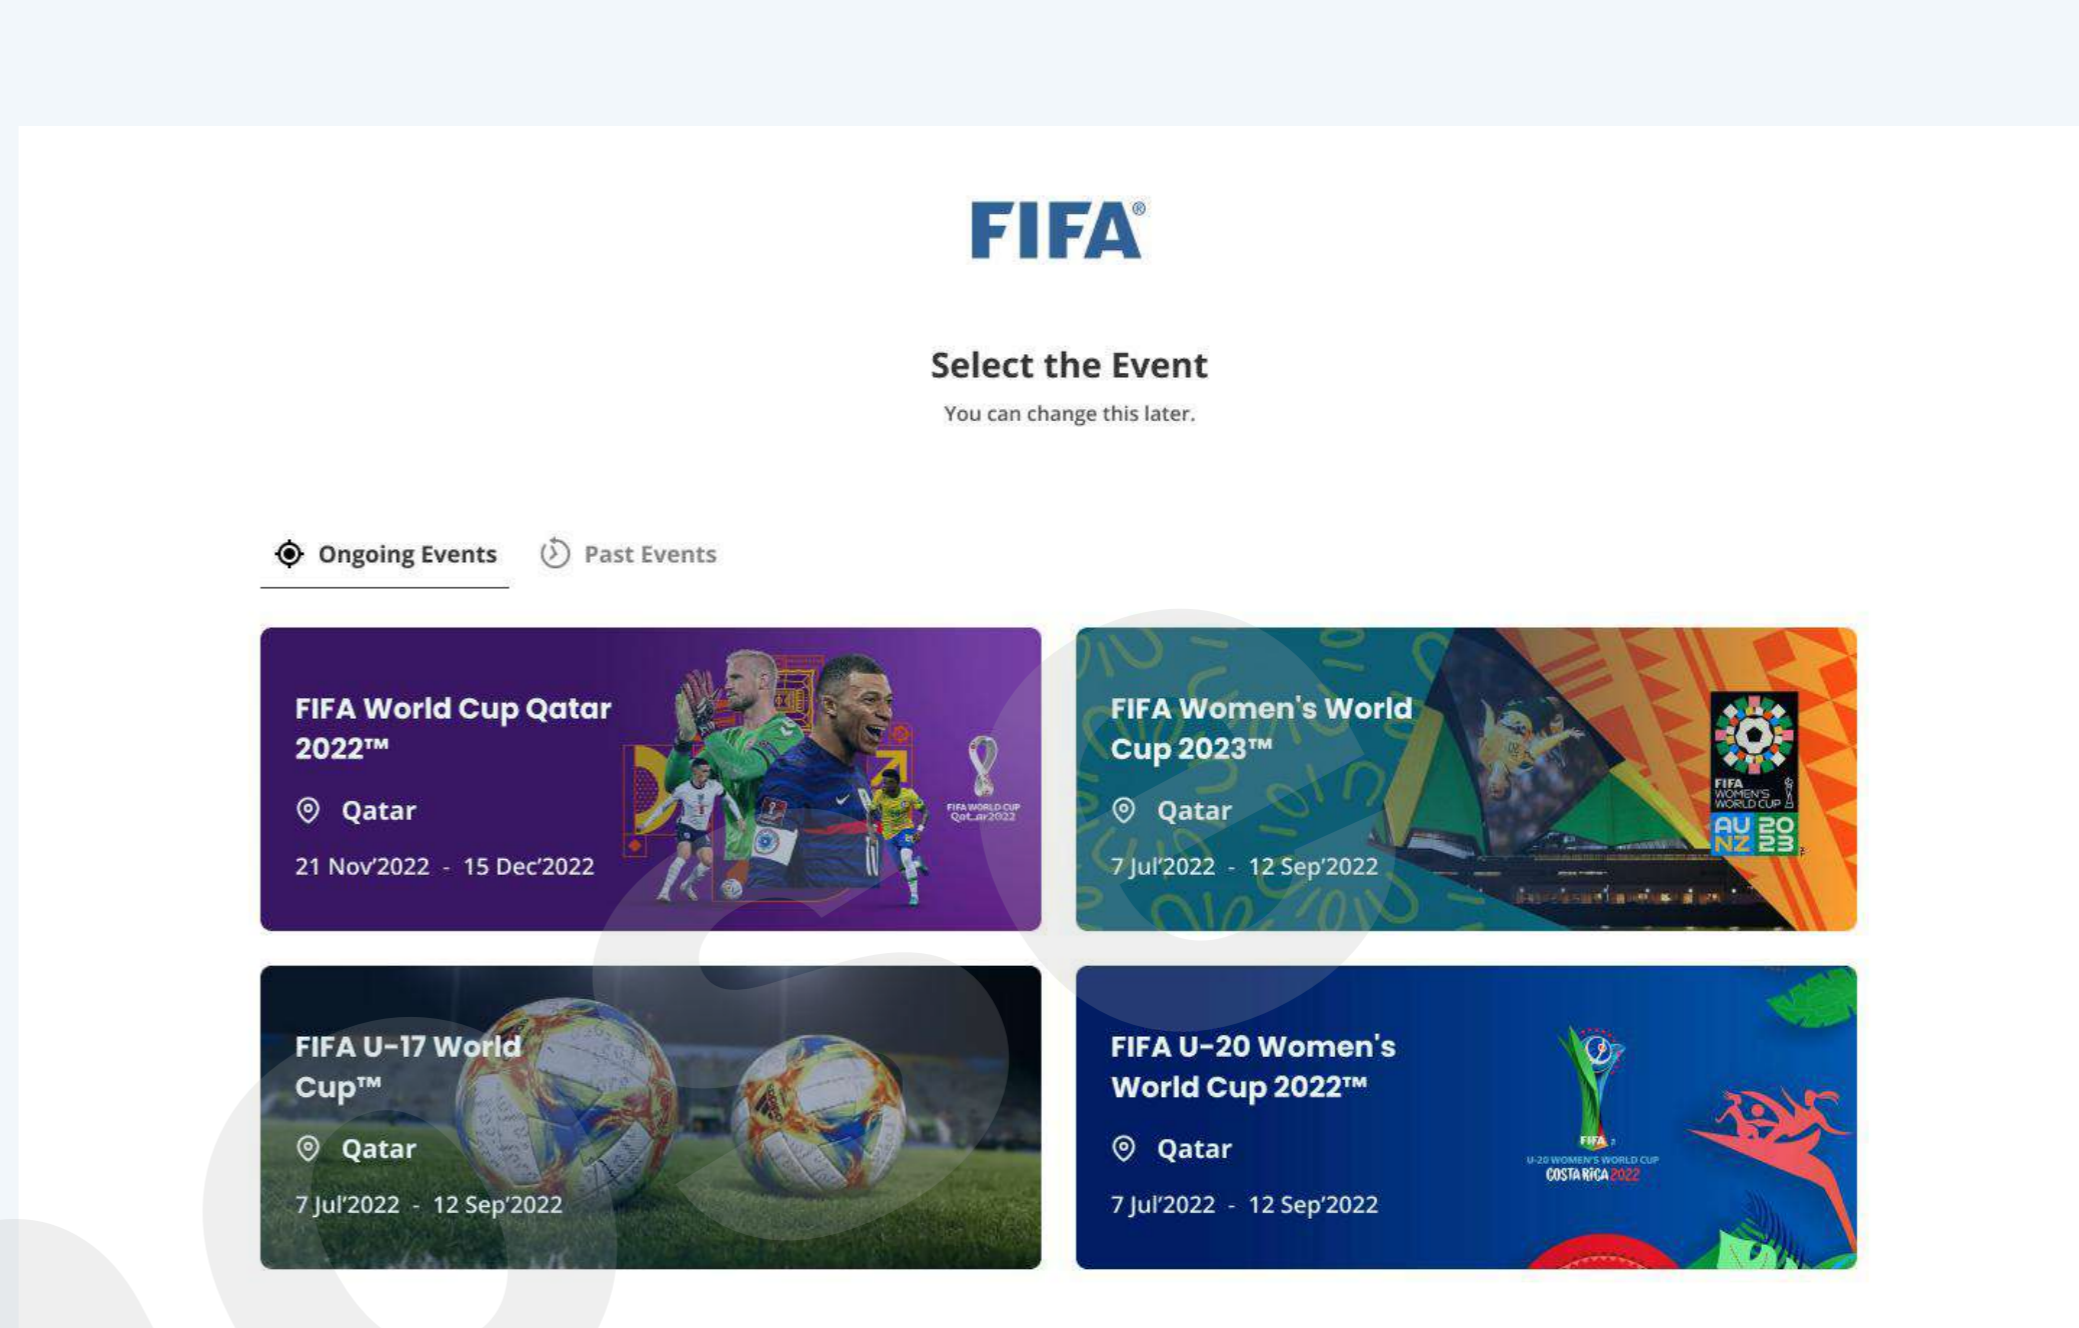 FIFA®
Select the Event
You can change this later.
Ongoing Events
Past Events
FIFA World Cup Qatar
2022™
Qatar
21 Nov’2022 - 15 Dec’2022
FIFA WORLD CUP
Qatar2022
FIFA Women's World
Cup 2023™
Qatar
7 Jul’2022 - 12 Sep’2022
FIFA
WOMEN'S
WORLD CUP
AU 20
NZ 23
FIFA U-17 World
Cup™
Qatar
7 Jul’2022 - 12 Sep’2022
FIFA U-20 Women's
World Cup 2022™
Qatar
7 Jul’2022 - 12 Sep’2022
FIFA
U-20 WOMEN'S WORLD CUP
COSTA RICA 2022